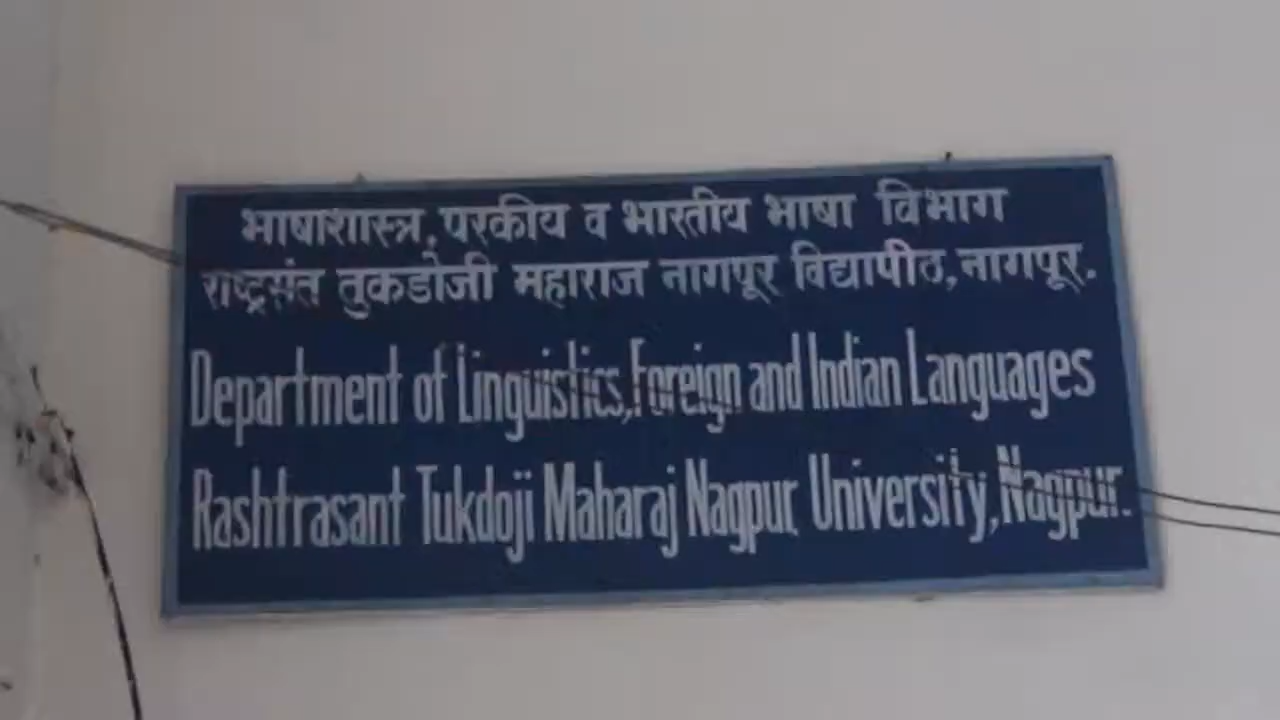 भाषाशास्त्र, परकीय व भारतीय भाषा विभाग
राष्ट्रसंत तुकडोजी महाराज नागपूर विद्यापीठ, नागपूर.
Department of Linguistics, Foreign and Indian Languages
Rashtrasant Tukdoji Maharaj Nagpur University, Nagpur.